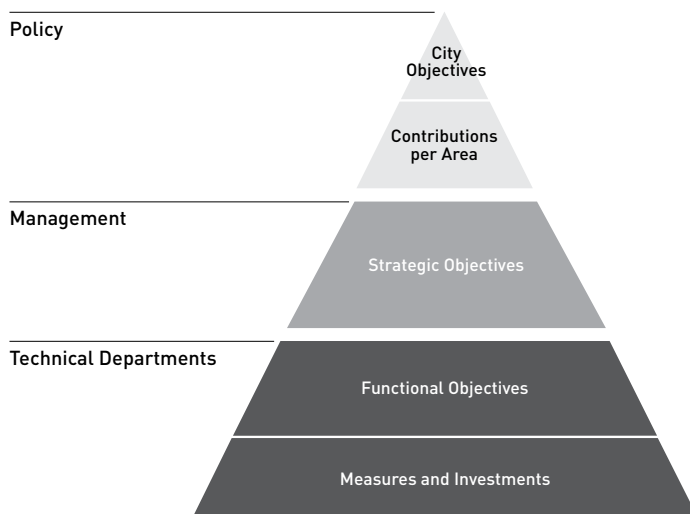 Policy
City
Objectives
Contributions
per Area
Management
Strategic Objectives
Technical Departments
Functional Objectives
Measures and Investments